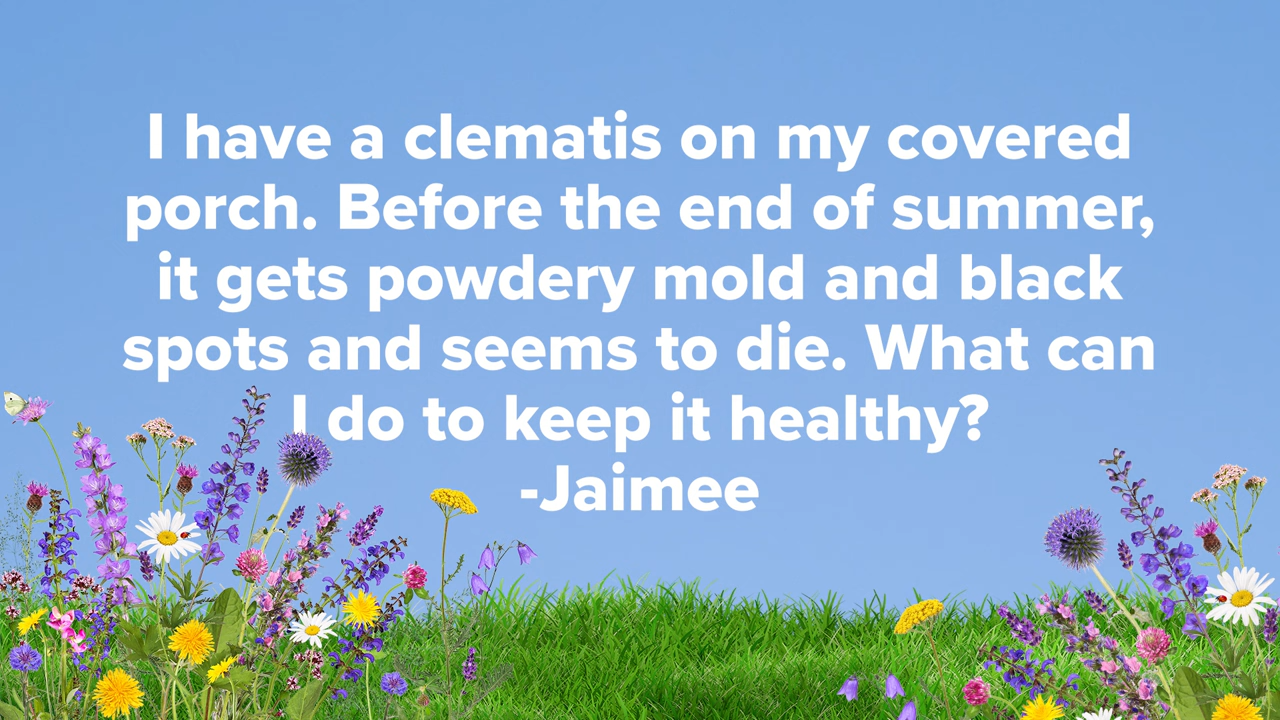 I have a clematis on my covered
porch. Before the end of summer,
it gets powdery mold and black
spots and seems to die. What can
I do to keep it healthy?
-Jaimee